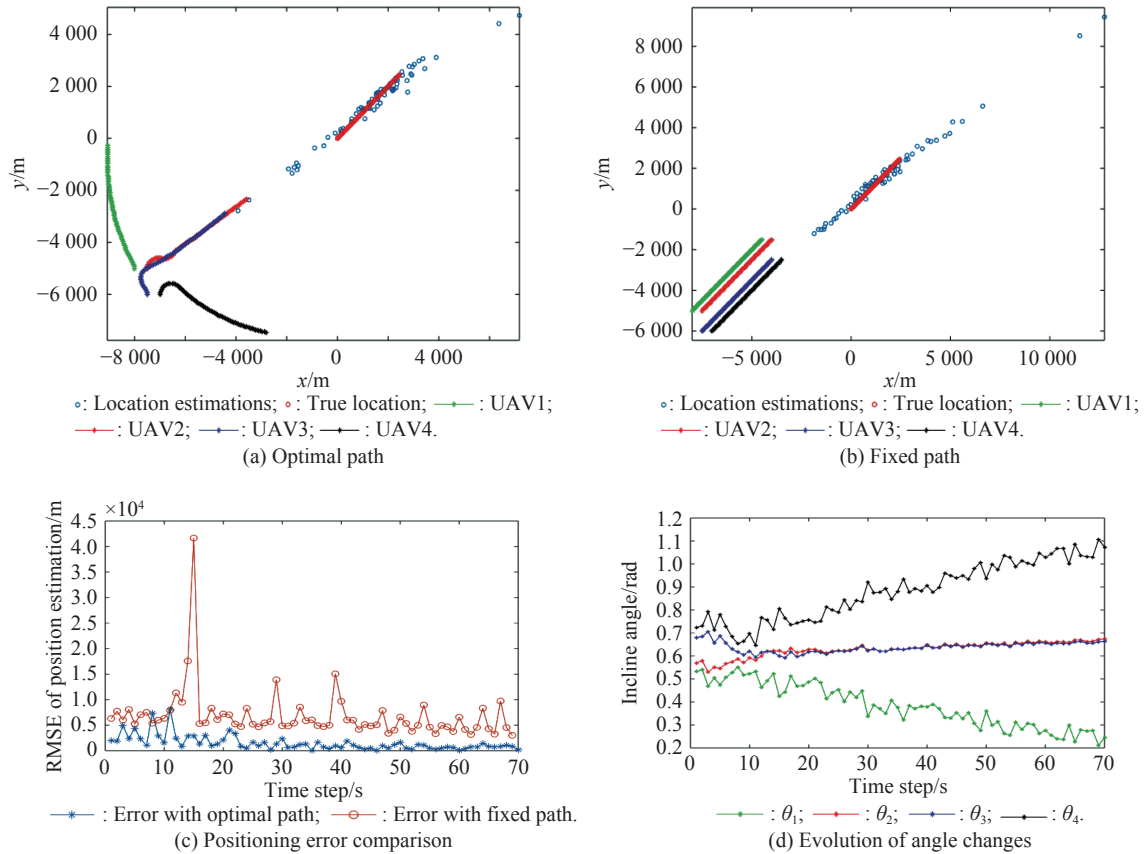 4 000
2 000
0
−2 000
−4 000
−6 000
y/m
−8 000 −4 000 0 4 000
x/m
: Location estimations; : True location; : UAV1;
: UAV2; : UAV3; : UAV4.
(a) Optimal path
8 000
6 000
4 000
2 000
0
−2 000
−4 000
−6 000
y/m
−5 000 0 5 000 10 000
x/m
: Location estimations; : True location; : UAV1;
: UAV2; : UAV3; : UAV4.
(b) Fixed path
×10⁴
4.5
4.0
3.5
3.0
2.5
2.0
1.5
1.0
0.5
0
RMSE of position estimation/m
0 10 20 30 40 50 60 70
Time step/s
: Error with optimal path; : Error with fixed path.
(c) Positioning error comparison
1.2
1.1
1.0
0.9
0.8
0.7
0.6
0.5
0.4
0.3
0.2
Incline angle/rad
0 10 20 30 40 50 60 70
Time step/s
: θ₁; : θ₂; : θ₃; : θ₄.
(d) Evolution of angle changes